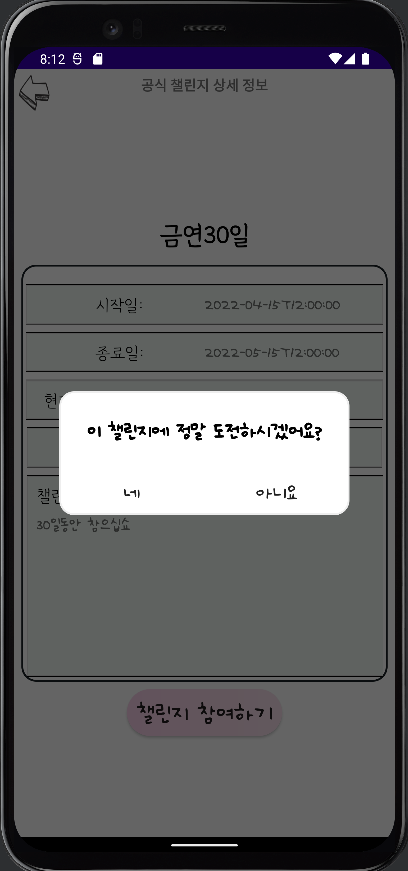 8:12
공식 챌린지 상세 정보
금연30일
시작일: 2022-04-15T12:00:00
종료일: 2022-05-15T12:00:00
이 챌린지에 정말 도전하시겠어요?
네 아니요
30일동안 참으십쇼
챌린지 참여하기